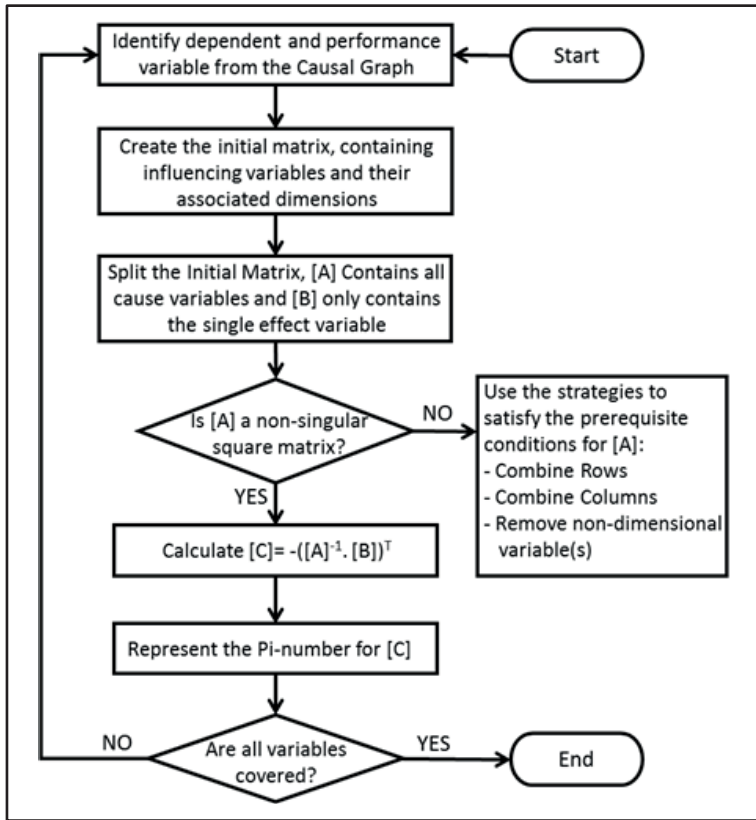 Identify dependent and performance
variable from the Causal Graph
Start
Create the initial matrix, containing
influencing variables and their
associated dimensions
Split the Initial Matrix, [A] Contains all
cause variables and [B] only contains
the single effect variable
Is [A] a non-singular
square matrix?
NO
Use the strategies to
satisfy the prerequisite
conditions for [A]:
- Combine Rows
- Combine Columns
- Remove non-dimensional
variable(s)
YES
Calculate [C]= -([A]⁻¹. [B])ᵀ
Represent the Pi-number for [C]
NO
Are all variables
covered?
YES
End